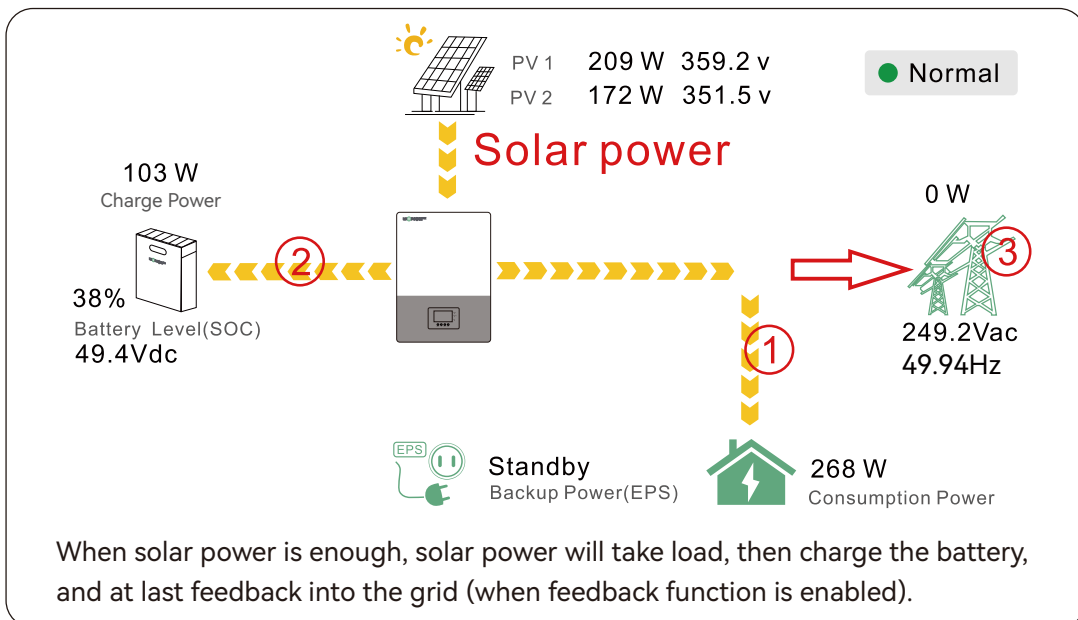 PV 1 209 W 359.2 v
PV 2 172 W 351.5 v
Normal
Solar power
103 W
Charge Power
0 W
2
3
38%
Battery Level(SOC)
49.4Vdc
249.2Vac
49.94Hz
1
EPS
Standby
Backup Power(EPS)
268 W
Consumption Power
When solar power is enough, solar power will take load, then charge the battery,
and at last feedback into the grid (when feedback function is enabled).